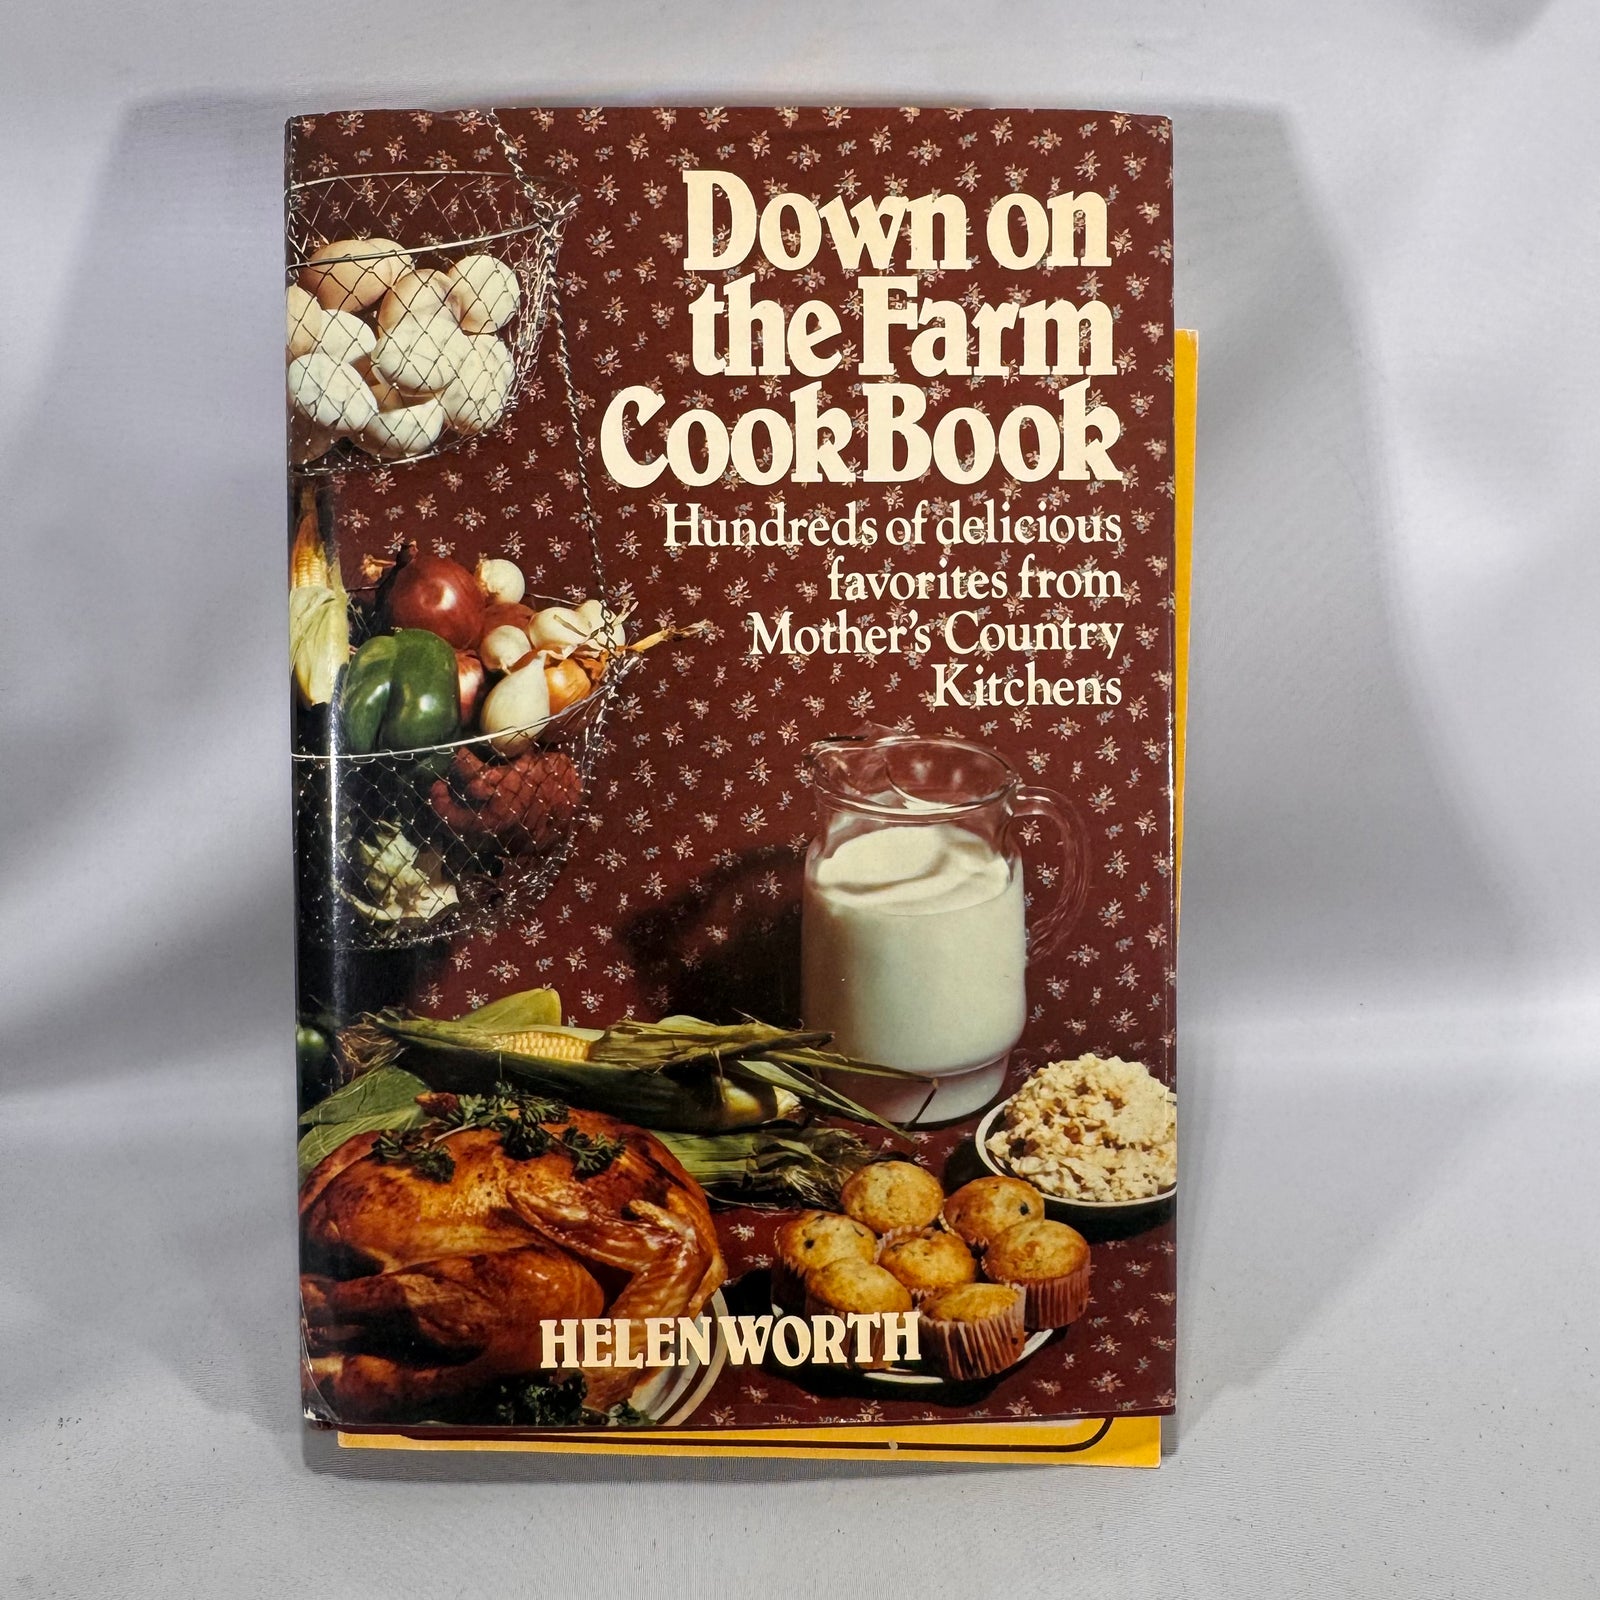 Down on
the Farm
CookBook
Hundreds of delicious
favorites from
Mother's Country
Kitchens
HELEN WORTH